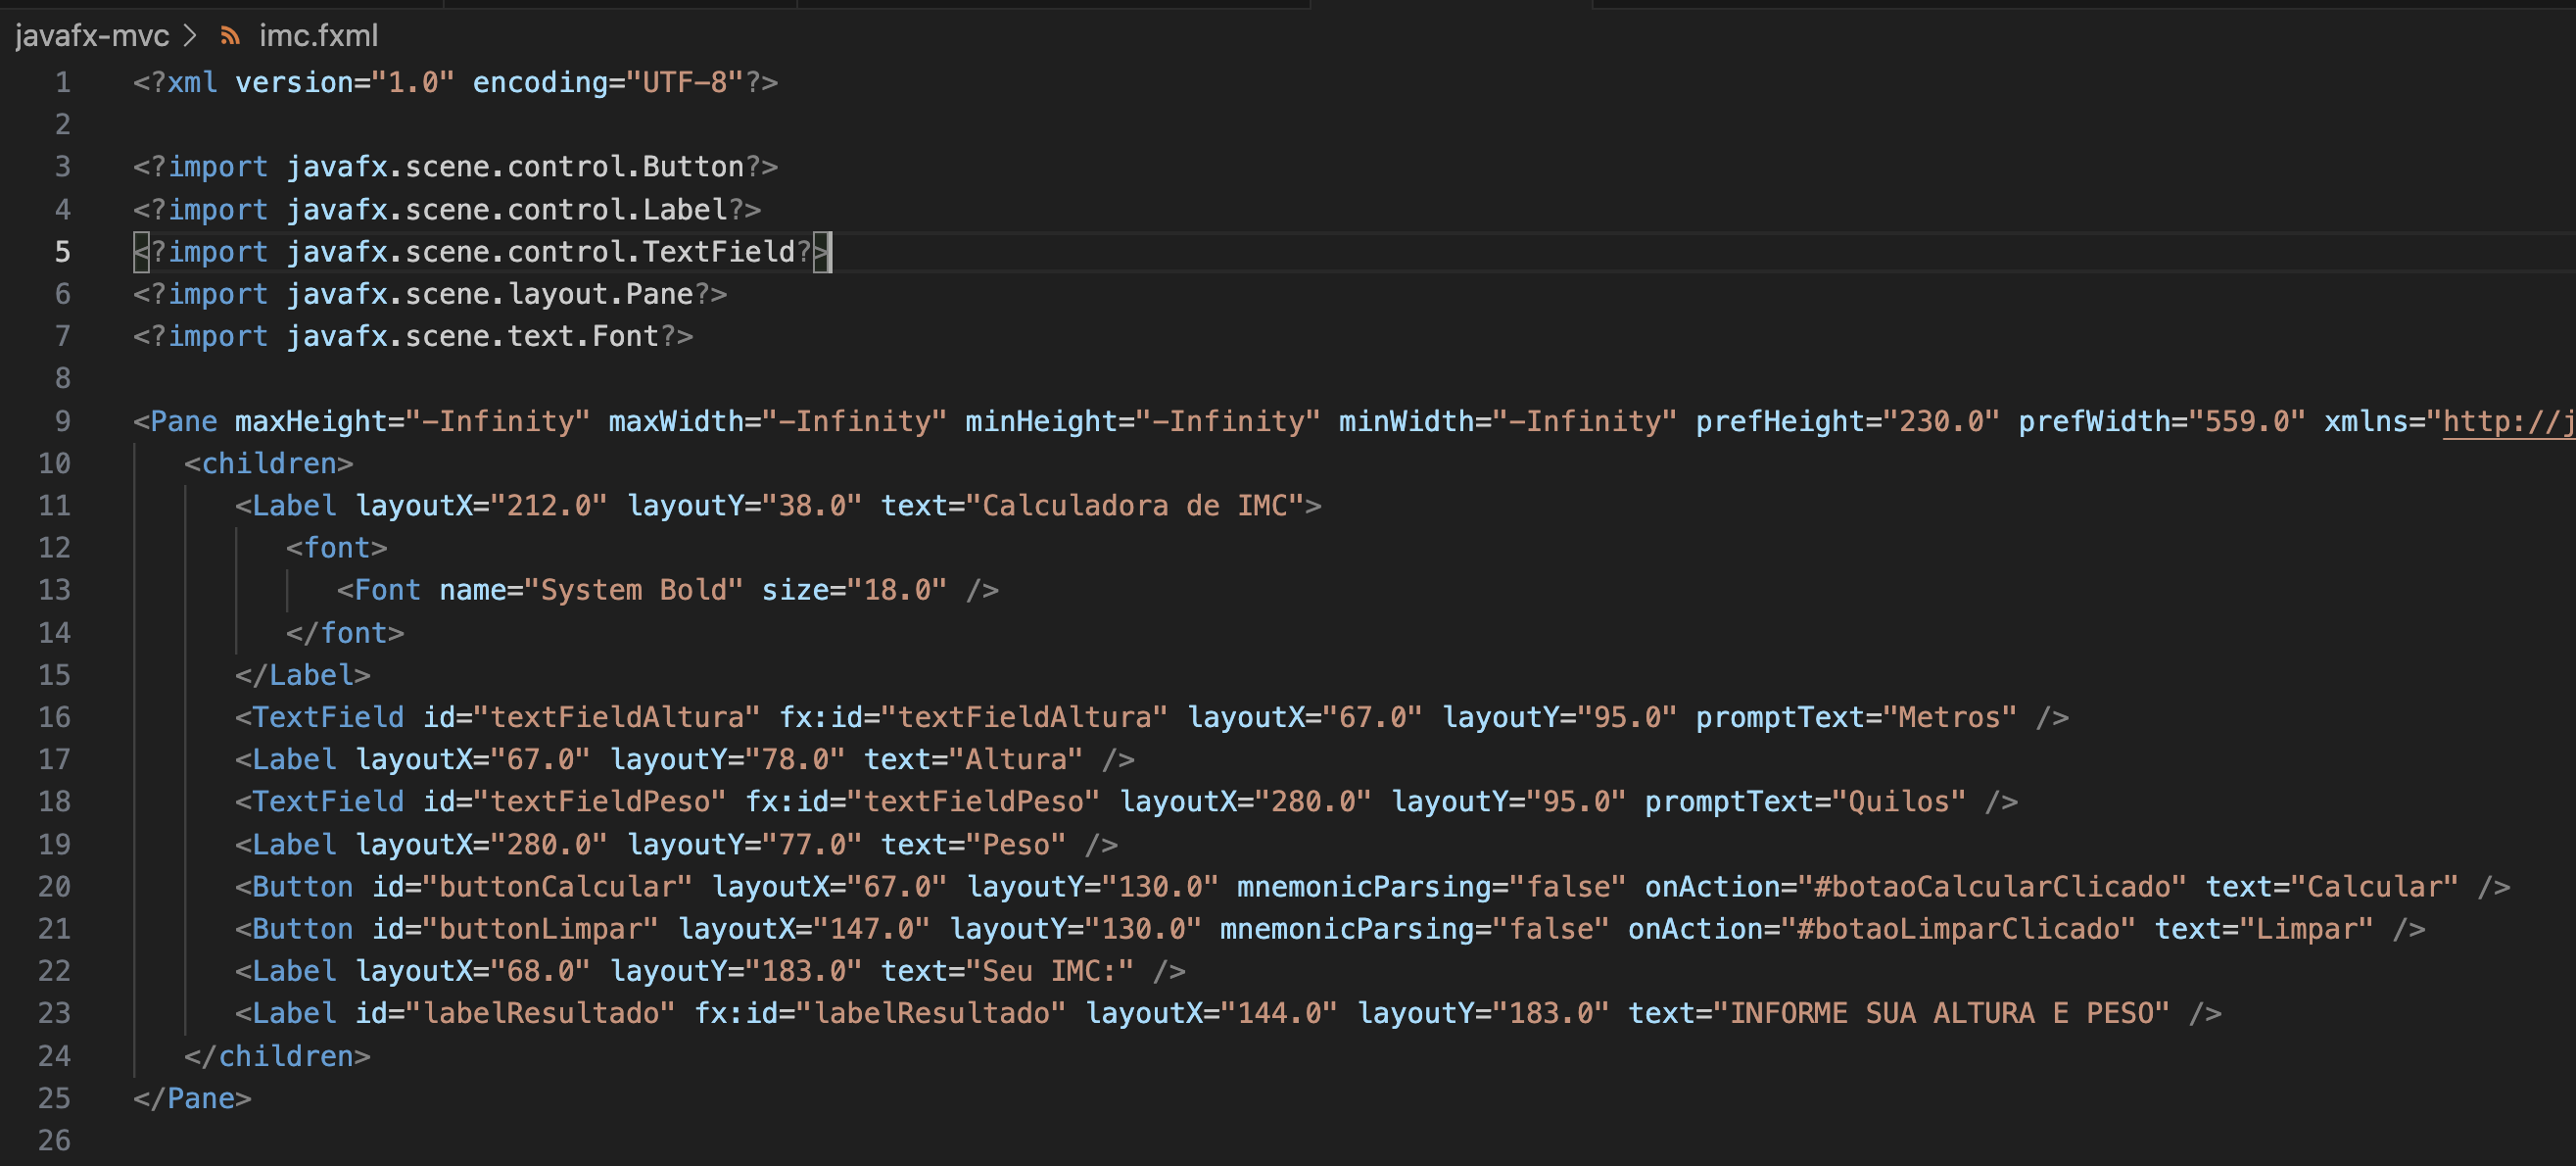 javafx-mvc > imc.fxml
1 <?xml version="1.0" encoding="UTF-8"?>
2
3 <?import javafx.scene.control.Button?>
4 <?import javafx.scene.control.Label?>
5 <?import javafx.scene.control.TextField?>
6 <?import javafx.scene.layout.Pane?>
7 <?import javafx.scene.text.Font?>
8
9 <Pane maxHeight="-Infinity" maxWidth="-Infinity" minHeight="-Infinity" minWidth="-Infinity" prefHeight="230.0" prefWidth="559.0" xmlns="http://j
10 <children>
11 <Label layoutX="212.0" layoutY="38.0" text="Calculadora de IMC">
12 <font>
13 <Font name="System Bold" size="18.0" />
14 </font>
15 </Label>
16 <TextField id="textFieldAltura" fx:id="textFieldAltura" layoutX="67.0" layoutY="95.0" promptText="Metros" />
17 <Label layoutX="67.0" layoutY="78.0" text="Altura" />
18 <TextField id="textFieldPeso" fx:id="textFieldPeso" layoutX="280.0" layoutY="95.0" promptText="Quilos" />
19 <Label layoutX="280.0" layoutY="77.0" text="Peso" />
20 <Button id="buttonCalcular" layoutX="67.0" layoutY="130.0" mnemonicParsing="false" onAction="#botaoCalcularClicado" text="Calcular" />
21 <Button id="buttonLimpar" layoutX="147.0" layoutY="130.0" mnemonicParsing="false" onAction="#botaoLimparClicado" text="Limpar" />
22 <Label layoutX="68.0" layoutY="183.0" text="Seu IMC:" />
23 <Label id="labelResultado" fx:id="labelResultado" layoutX="144.0" layoutY="183.0" text="INFORME SUA ALTURA E PESO" />
24 </children>
25 </Pane>
26